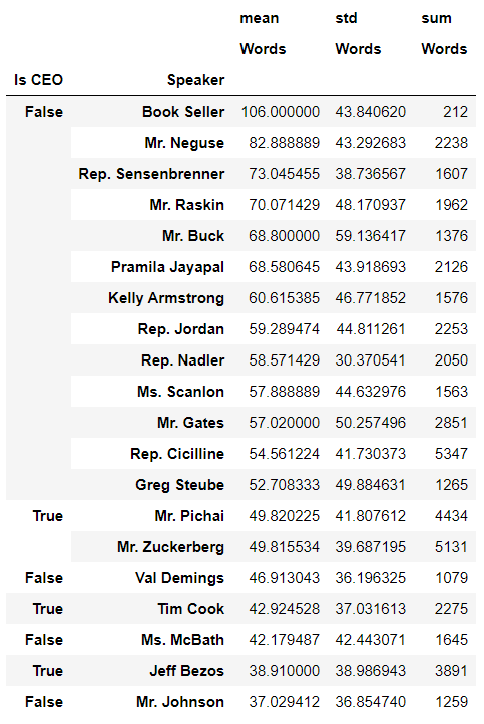 mean std sum
Words Words Words
Is CEO Speaker
False Book Seller 106.000000 43.840620 212
Mr. Neguse 82.888889 43.292683 2238
Rep. Sensenbrenner 73.045455 38.736567 1607
Mr. Raskin 70.071429 48.170937 1962
Mr. Buck 68.800000 59.136417 1376
Pramila Jayapal 68.580645 43.918693 2126
Kelly Armstrong 60.615385 46.771852 1576
Rep. Jordan 59.289474 44.811261 2253
Rep. Nadler 58.571429 30.370541 2050
Ms. Scanlon 57.888889 44.632976 1563
Mr. Gates 57.020000 50.257496 2851
Rep. Cicilline 54.561224 41.730373 5347
Greg Steube 52.708333 49.884631 1265
True Mr. Pichai 49.820225 41.807612 4434
Mr. Zuckerberg 49.815534 39.687195 5131
False Val Demings 46.913043 36.196325 1079
True Tim Cook 42.924528 37.031613 2275
False Ms. McBath 42.179487 42.443071 1645
True Jeff Bezos 38.910000 38.986943 3891
False Mr. Johnson 37.029412 36.854740 1259